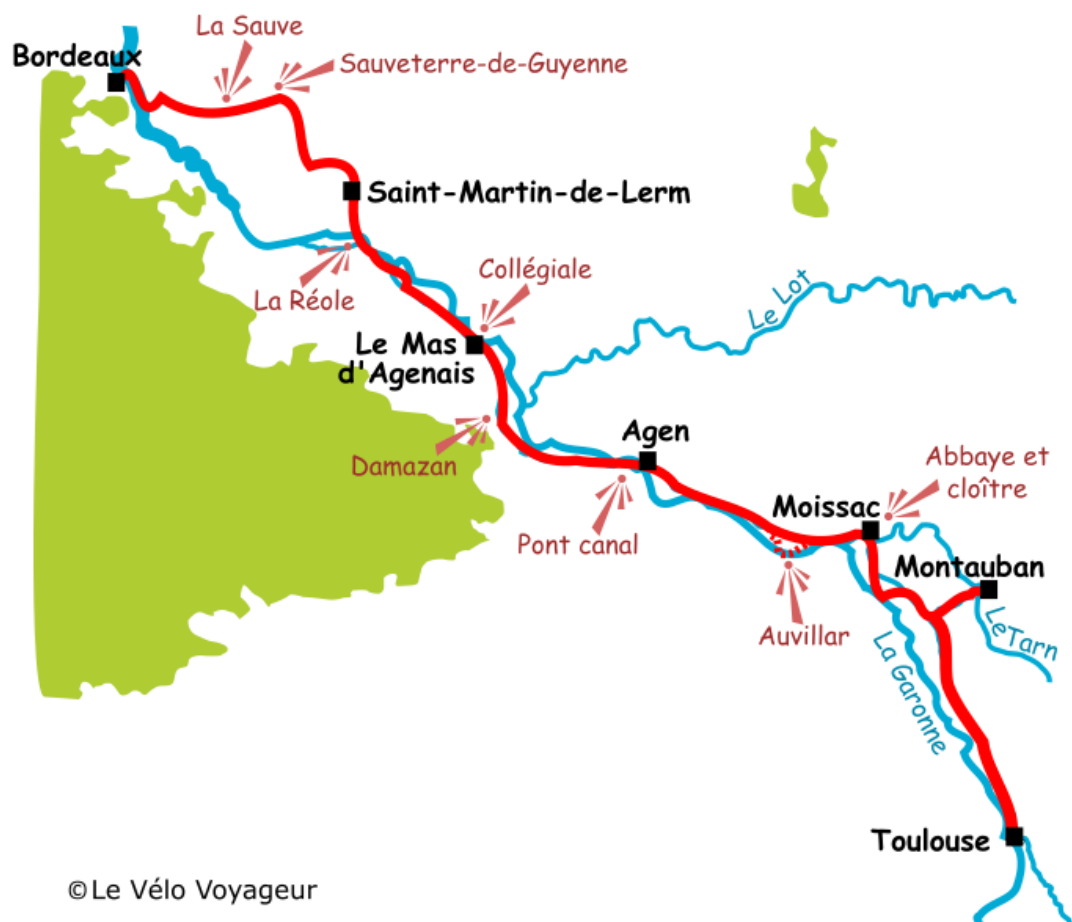 La Sauve
Bordeaux
Sauveterre-de-Guyenne
Saint-Martin-de-Lerm
Collégiale
La Réole
Le Lot
Le Mas
d'Agenais
Agen
Damazan
Abbaye et
cloître
Moissac
Pont canal
Montauban
Auvillar
LeTarn
La Garonne
Toulouse
©Le Vélo Voyageur